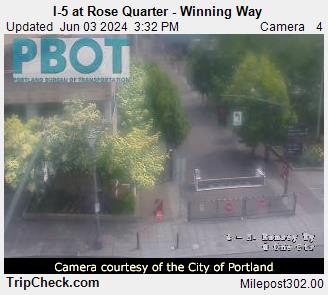 I-5 at Rose Quarter - Winning Way
Updated Jun 03 2024 3:32 PM Camera 4
PBOT
PORTLAND BUREAU OF TRANSPORTATION
Camera courtesy of the City of Portland
TripCheck.com Milepost302.00